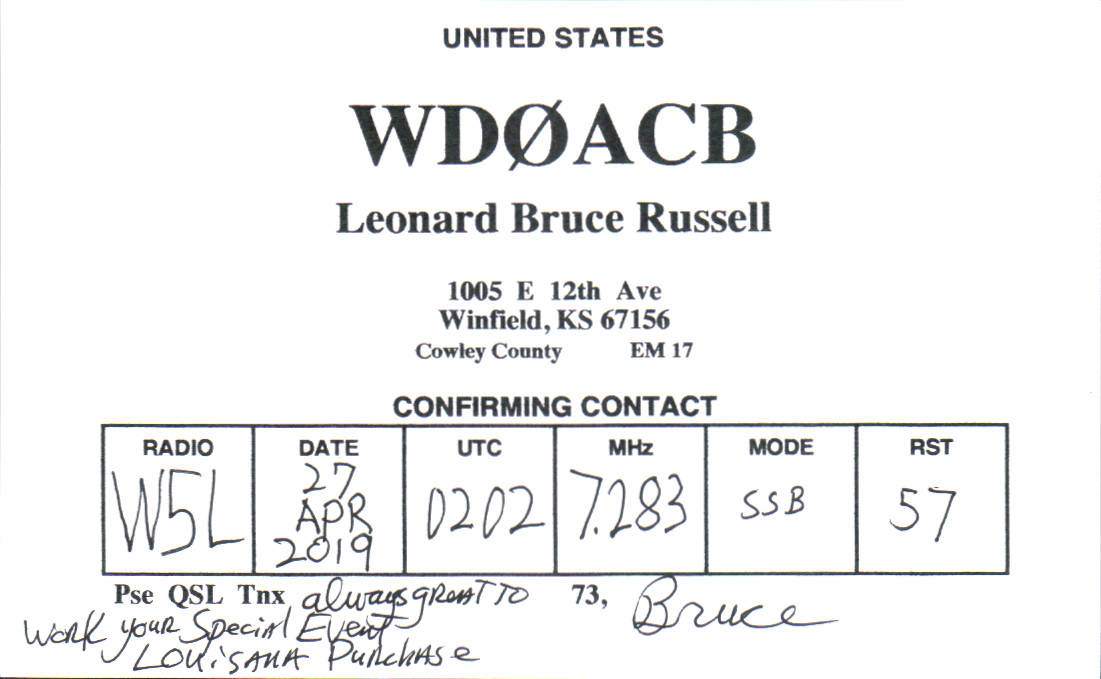 UNITED STATES
WDØACB
Leonard Bruce Russell
1005 E 12th Ave
Winfield, KS 67156
Cowley County EM 17
CONFIRMING CONTACT
RADIO DATE UTC MHz MODE RST
W5L 27 APR 2019 0202 7.283 SSB 57
Pse QSL Tnx always great to 73, Bruce
Work your Special Event
Louisana Purchase